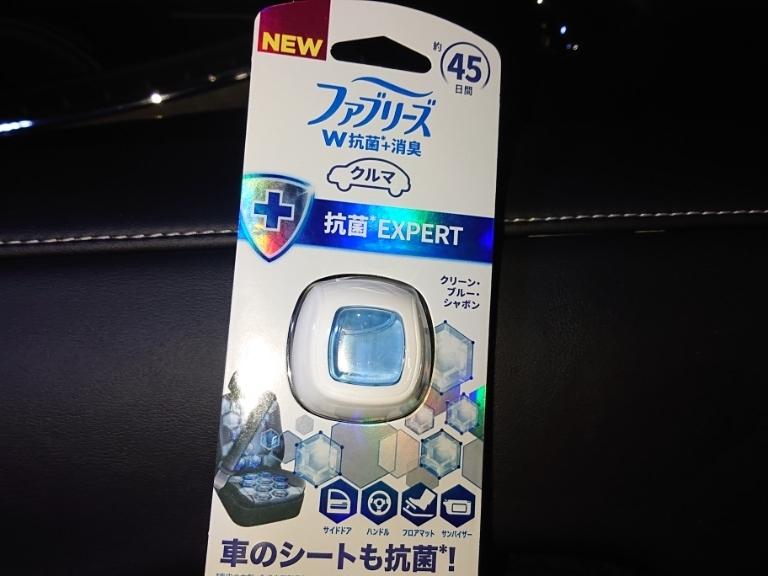 NEW
約
45
日間
ファブリーズ
W抗菌*+消臭
クルマ
抗菌*EXPERT
クリーン・
ブルー・
シャボン
サイドドア
ハンドル
フロアマット
サンバイザー
車のシートも抗菌*!